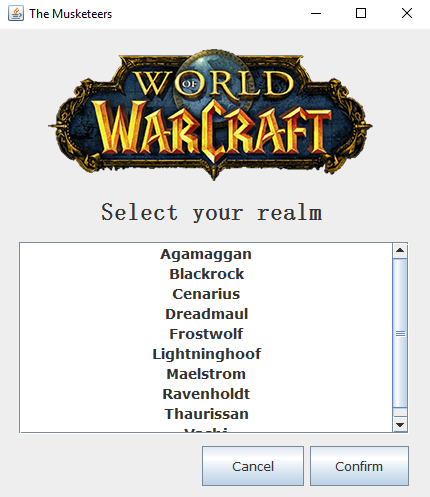 The Musketeers
WORLD
OF
WARCRAFT
Select your realm
Agamaggan
Blackrock
Cenarius
Dreadmaul
Frostwolf
Lightninghoof
Maelstrom
Ravenholdt
Thaurissan
Cancel
Confirm